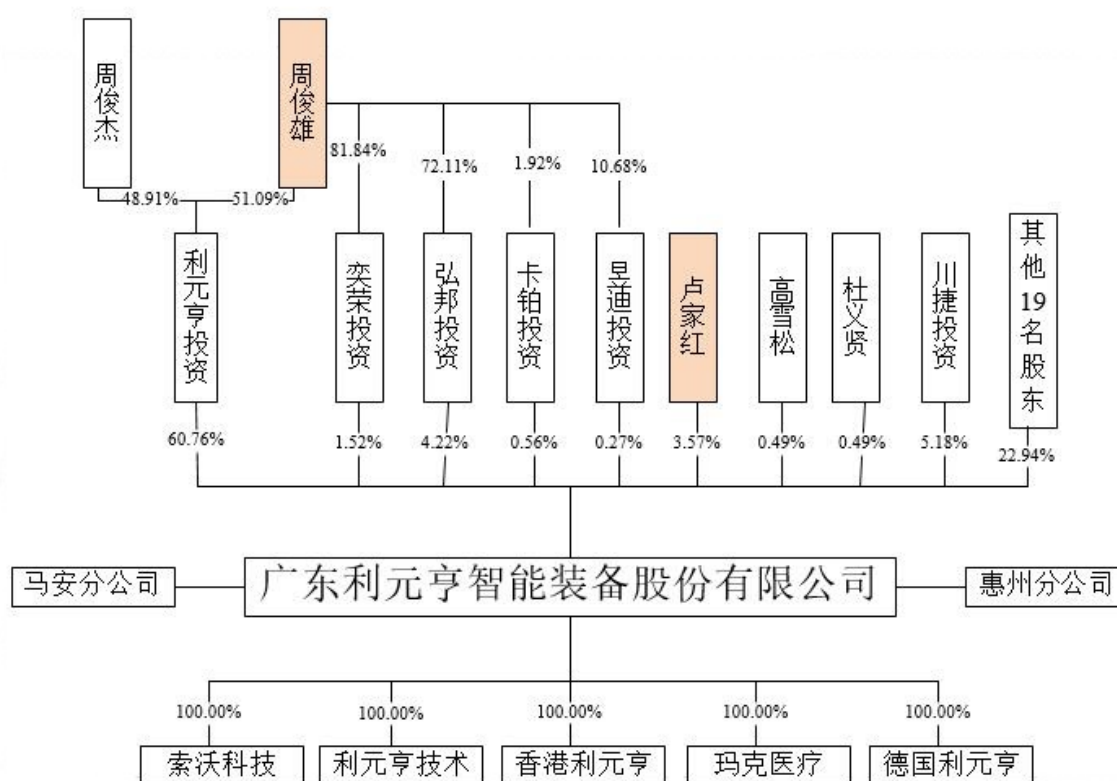 周俊杰
周俊雄
81.84%
72.11%
1.92%
10.68%
48.91%
51.09%
利元亨投资
奕荣投资
弘邦投资
卡铂投资
昱迪投资
卢家红
高雪松
杜义贤
川捷投资
其他19名股东
60.76%
1.52%
4.22%
0.56%
0.27%
3.57%
0.49%
0.49%
5.18%
22.94%
马安分公司
广东利元亨智能装备股份有限公司
惠州分公司
100.00%
100.00%
100.00%
100.00%
100.00%
索沃科技
利元亨技术
香港利元亨
玛克医疗
德国利元亨